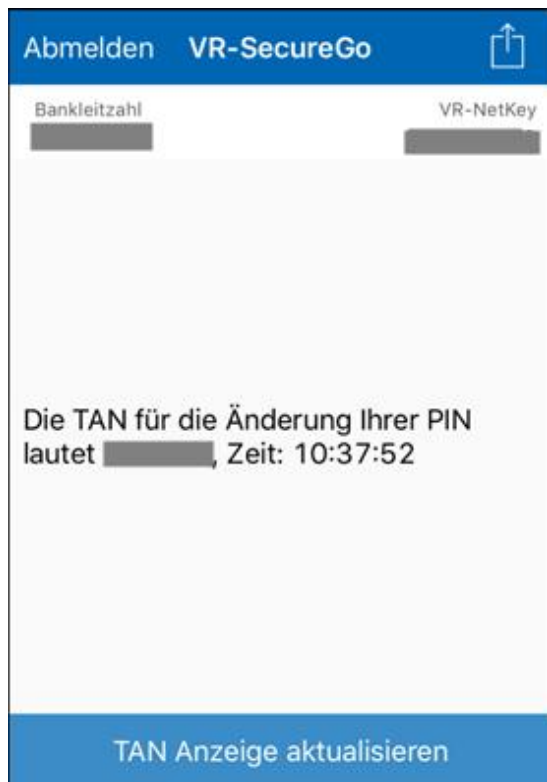 Abmelden VR-SecureGo
Bankleitzahl VR-NetKey
Die TAN für die Änderung Ihrer PIN
lautet , Zeit: 10:37:52
TAN Anzeige aktualisieren